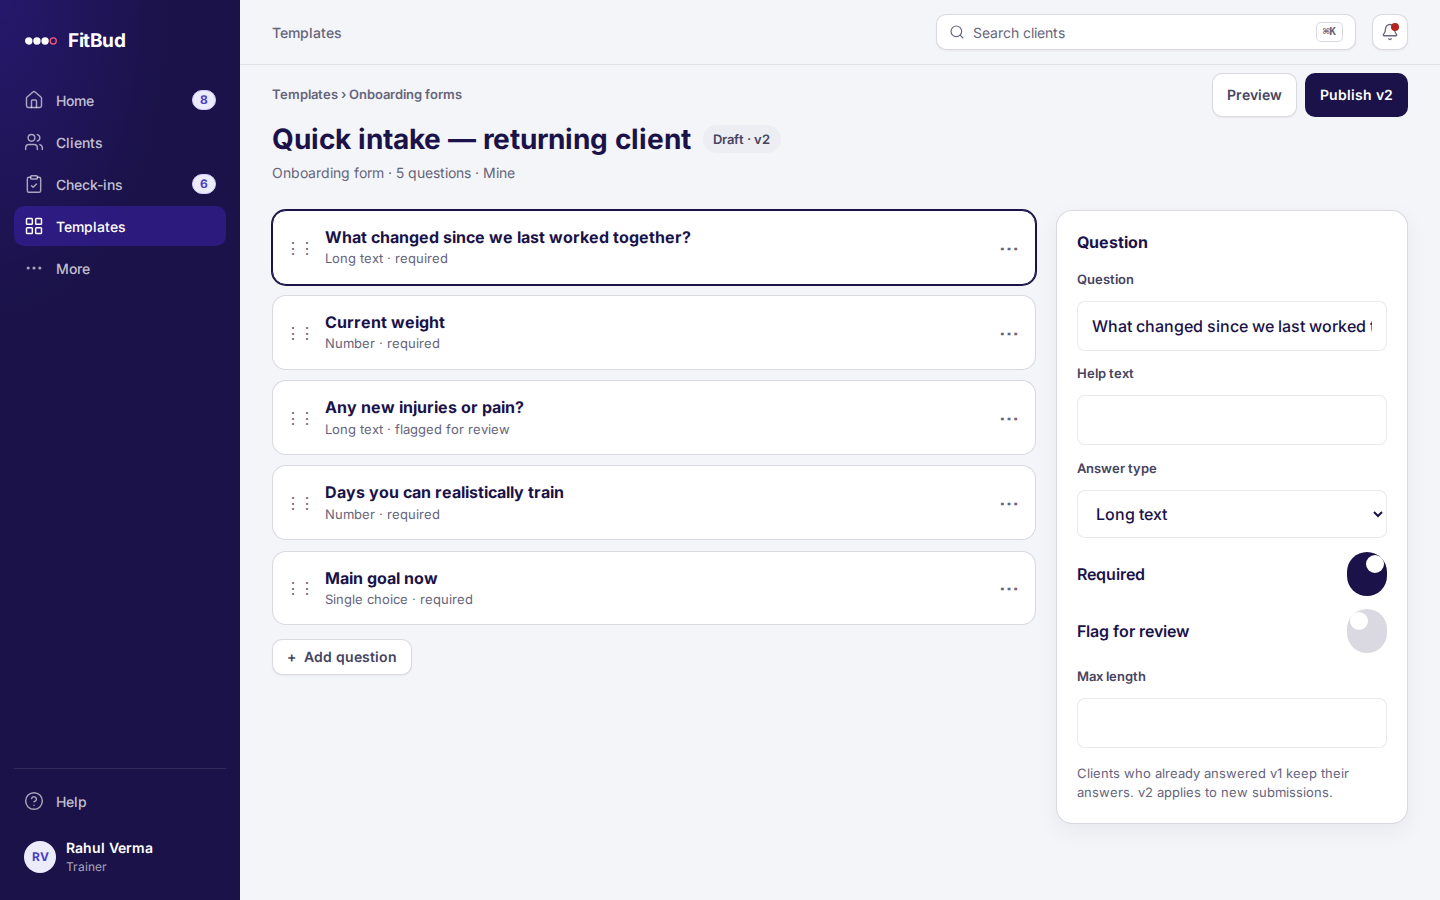 FitBud
Home 8
Clients
Check-ins 6
Templates
More
Help
RV
Rahul Verma
Trainer
Templates
Search clients ⌘K
Templates › Onboarding forms
Preview
Publish v2
Quick intake — returning client
Draft · v2
Onboarding form · 5 questions · Mine
What changed since we last worked together?
Long text · required
Current weight
Number · required
Any new injuries or pain?
Long text · flagged for review
Days you can realistically train
Number · required
Main goal now
Single choice · required
+ Add question
Question
Question
What changed since we last worked t
Help text
Answer type
Long text
Required
Flag for review
Max length
Clients who already answered v1 keep their
answers. v2 applies to new submissions.